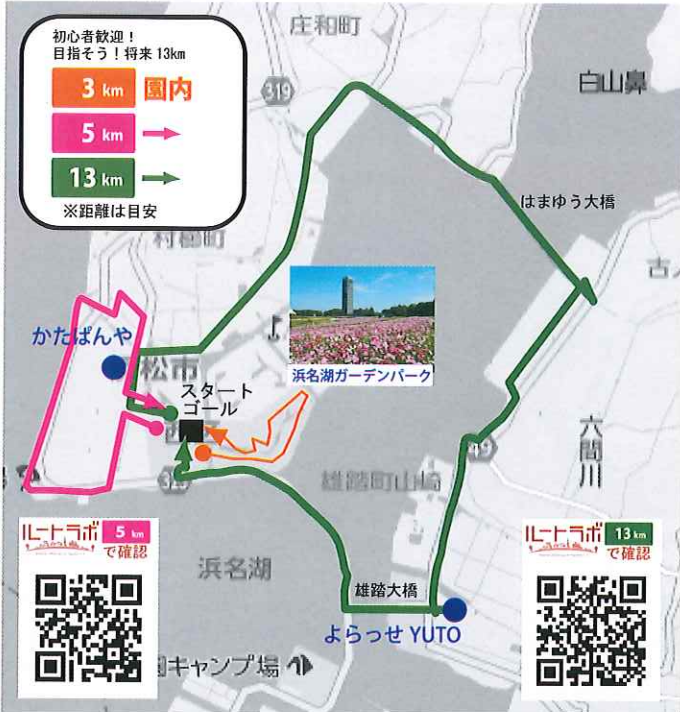 初心者歓迎！
目指そう！将来 13km
3 km 園内
5 km →
13 km →
※距離は目安
庄和町
319
白山鼻
はまゆう大橋
村櫛町
かたぱんや
松市
スタート
ゴール
浜名湖ガーデンパーク
六間川
49
雄踏町山崎
浜名湖
雄踏大橋
よらっせ YUTO
園キャンプ場
ルートラボ 5 km
で確認
ルートラボ 13 km
で確認